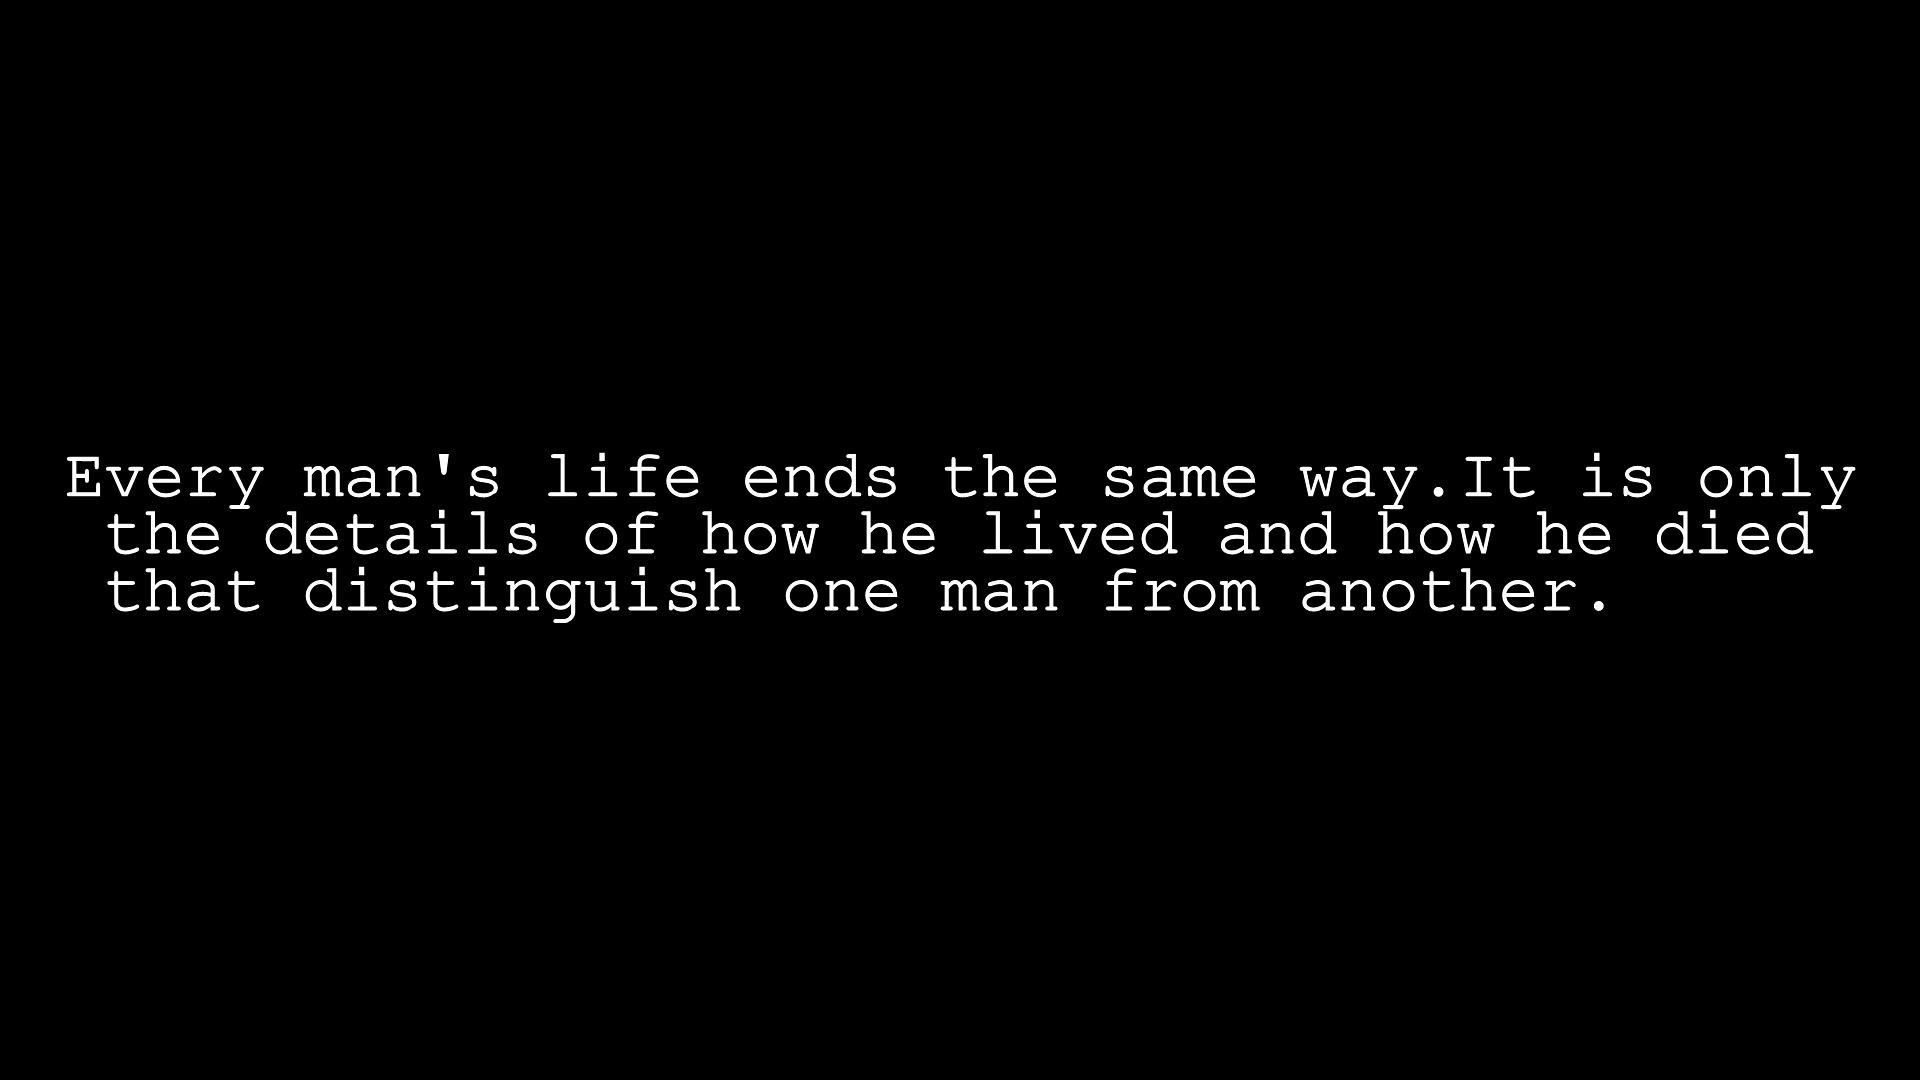 Every man's life ends the same way.It is only
the details of how he lived and how he died
that distinguish one man from another.